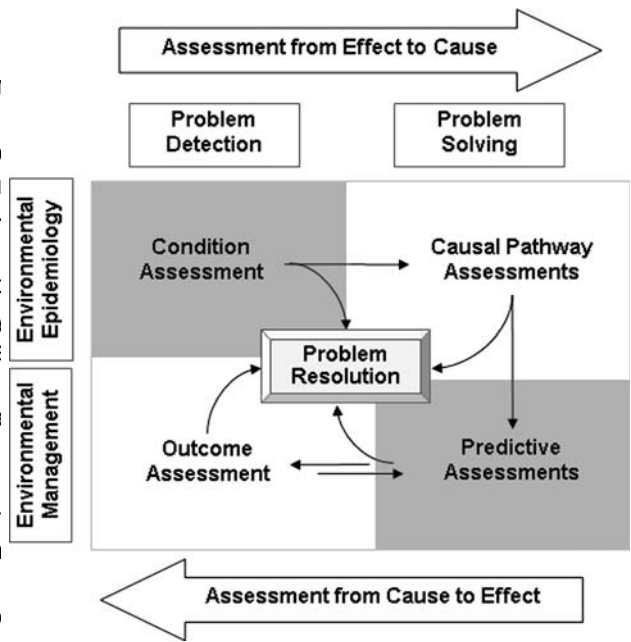 Assessment from Effect to Cause
Problem
Detection
Problem
Solving
Environmental
Epidemiology
Condition
Assessment
Causal Pathway
Assessments
Problem
Resolution
Environmental
Management
Outcome
Assessment
Predictive
Assessments
Assessment from Cause to Effect